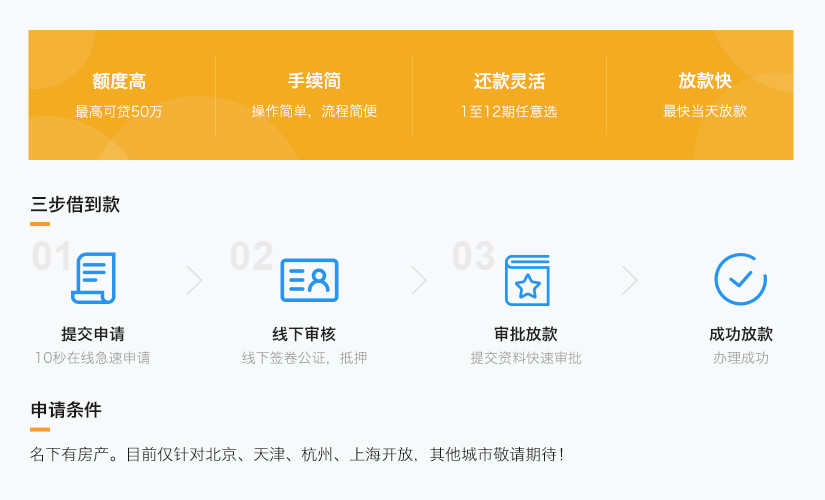 额度高
手续简
还款灵活
放款快
最高可贷50万
操作简单，流程简便
1至12期任意选
最快当天放款
三步借到款
01
02
03
提交申请
线下审核
审批放款
成功放款
10秒在线急速申请
线下签卷公证，抵押
提交资料快速审批
办理成功
申请条件
名下有房产。目前仅针对北京、天津、杭州、上海开放，其他城市敬请期待！